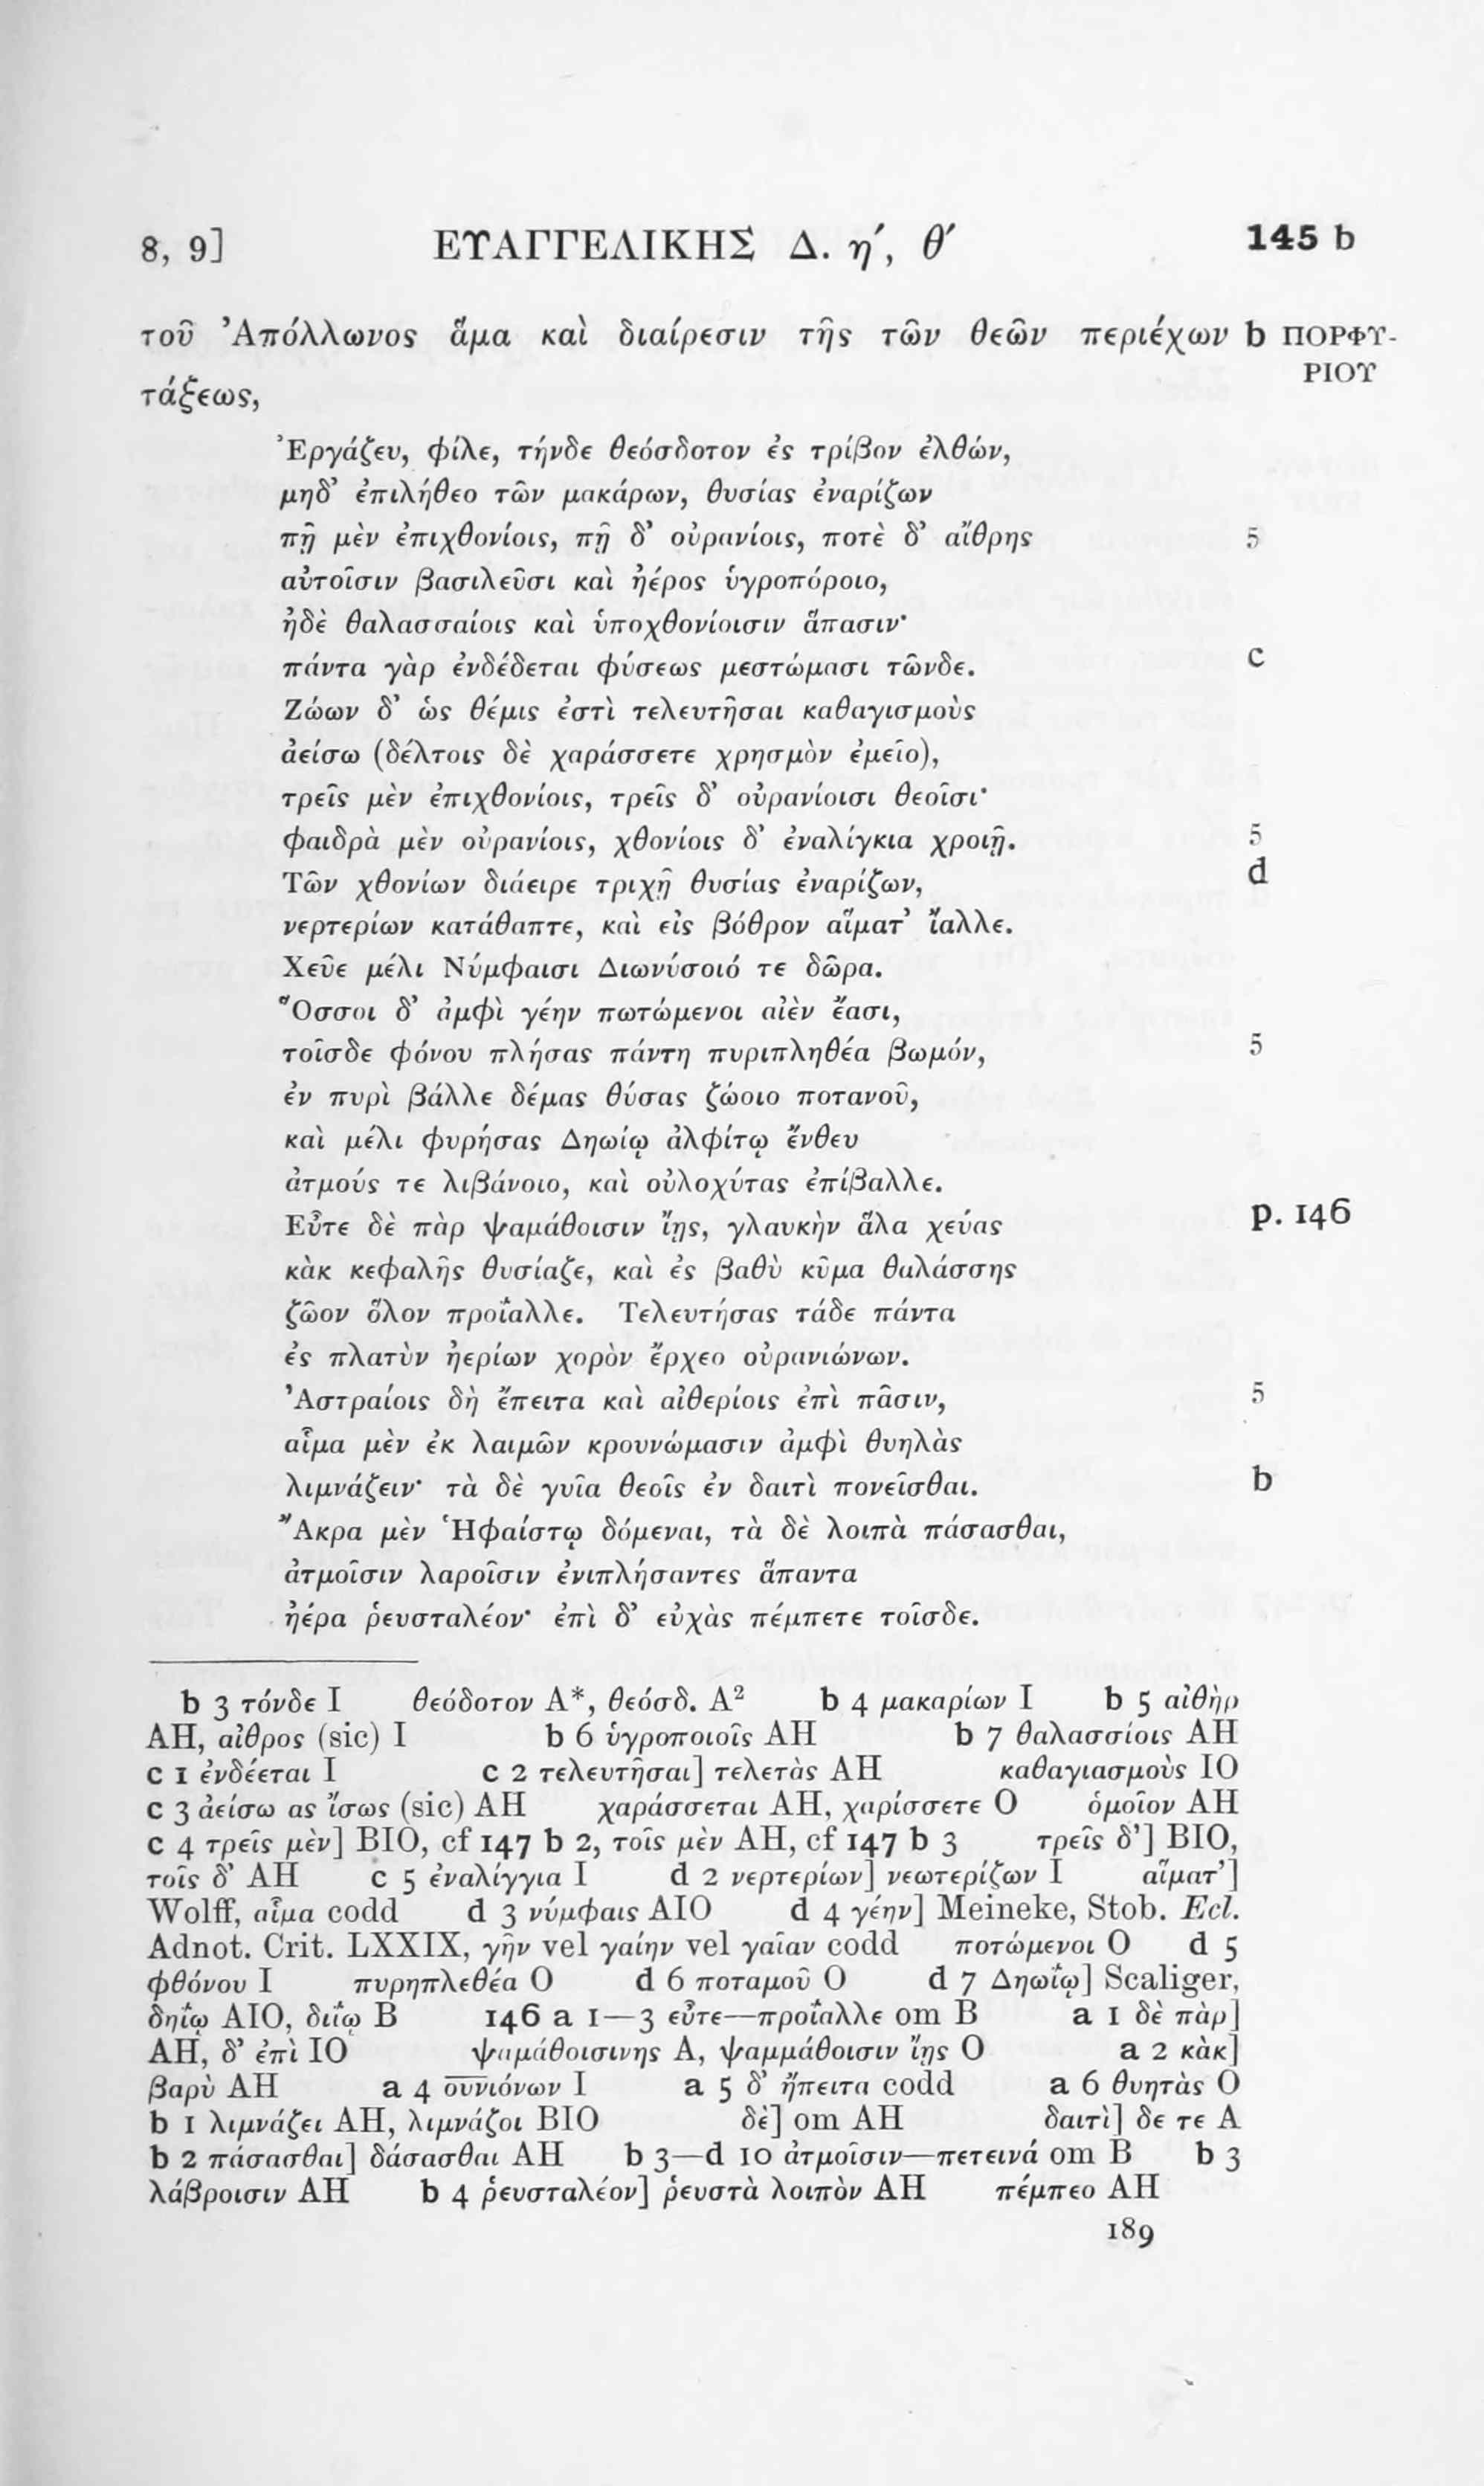 8, 9] ΕΥΑΓΓΕΛΙΚΗΣ Δ. η΄, θ΄ 145 b
τοῦ Ἀπόλλωνος ἅμα καὶ διαίρεσιν τῆς τῶν θεῶν περιέχων b ΠΟΡΦΥ-
ΡΙΟΥ
τάξεως,
Ἐργάζευ, φίλε, τήνδε θεόσδοτον ἐς τρίβον ἐλθών,
μηδ’ ἐπιλήθεο τῶν μακάρων, θυσίας ἐναρίζων
πῇ μὲν ἐπιχθονίοις, πῇ δ’ οὐρανίοις, ποτὲ δ’ αἴθρης 5
αὐτοῖσιν βασιλεῦσι καὶ ἠέρος ὑγροπόροιο,
ἠδὲ θαλασσαίοις καὶ ὑποχθονίοισιν ἅπασιν·
πάντα γὰρ ἐνδέδεται φύσεως μεστώμασι τῶνδε. c
Ζώων δ’ ὡς θέμις ἐστὶ τελευτῆσαι καθαγισμοὺς
ἀείσω (δέλτοις δὲ χαράσσετε χρησμὸν ἐμεῖο),
τρεῖς μὲν ἐπιχθονίοις, τρεῖς δ’ οὐρανίοισι θεοῖσι·
φαιδρὰ μὲν οὐρανίοις, χθονίοις δ’ ἐναλίγκια χροιῇ. 5
Τῶν χθονίων διάειρε τριχῇ θυσίας ἐναρίζων, d
νερτερίων κατάθαπτε, καὶ εἰς βόθρον αἵματ’ ἴαλλε.
Χεῦε μέλι Νύμφαισι Διωνύσοιό τε δῶρα.
Ὅσσοι δ’ ἀμφὶ γέην πωτώμενοι αἰὲν ἔασι,
τοῖσδε φόνου πλήσας πάντη πυριπληθέα βωμόν, 5
ἐν πυρὶ βάλλε δέμας θύσας ζώοιο ποτανοῦ,
καὶ μέλι φυρήσας Δηωίῳ ἀλφίτῳ ἔνθευ
ἀτμούς τε λιβάνοιο, καὶ οὐλοχύτας ἐπίβαλλε.
Εὖτε δὲ πὰρ ψαμάθοισιν ἴῃς, γλαυκὴν ἅλα χεύας p. 146
κὰκ κεφαλῆς θυσίαζε, καὶ ἐς βαθὺ κῦμα θαλάσσης
ζῶον ὅλον προΐαλλε. Τελευτήσας τάδε πάντα
ἐς πλατὺν ἠερίων χορὸν ἔρχεο οὐρανιώνων.
Ἀστραίοις δὴ ἔπειτα καὶ αἰθερίοις ἐπὶ πᾶσιν, 5
αἷμα μὲν ἐκ λαιμῶν κρουνώμασιν ἀμφὶ θυηλὰς
λιμνάζειν· τὰ δὲ γυῖα θεοῖς ἐν δαιτὶ πονεῖσθαι. b
Ἄκρα μὲν Ἡφαίστῳ δόμεναι, τὰ δὲ λοιπὰ πάσασθαι,
ἀτμοῖσιν λαροῖσιν ἐνιπλήσαντες ἅπαντα
ἠέρα ῥευσταλέον· ἐπὶ δ’ εὐχὰς πέμπετε τοῖσδε.
b 3 τόνδε I θεόδοτον A*, θεόσδ. A² b 4 μακαρίων I b 5 αἰθὴρ
AH, αἶθρος (sic) I b 6 ὑγροποιοῖς AH b 7 θαλασσίοις AH
c 1 ἐνδέεται I c 2 τελευτῆσαι] τελετὰς AH καθαγιασμοὺς IO
c 3 ἀείσω ας ἴσως (sic) AH χαράσσεται AH, χαρίσσετε O ὁμοῖον AH
c 4 τρεῖς μὲν] BIO, cf 147 b 2, τοῖς μὲν AH, cf 147 b 3 τρεῖς δ’] BIO,
τοῖς δ’ AH c 5 ἐναλίγγια I d 2 νερτερίων] νεωτερίζων I αἵματ’]
Wolff, αἷμα codd d 3 νύμφαις AIO d 4 γέην] Meineke, Stob. Ecl.
Adnot. Crit. LXXIX, γῆν vel γαίην vel γαῖαν codd ποτώμενοι O d 5
φθόνου I πυρηπλεθέα O d 6 ποταμοῦ O d 7 Δηωΐῳ] Scaliger,
δηΐῳ AIO, διΐῳ B 146 a 1—3 εὖτε—προΐαλλε om B a 1 δὲ πὰρ]
AH, δ’ ἐπὶ IO ψαμάθοισινης A, ψαμμάθοισιν ἴῃς O a 2 κὰκ]
βαρὺ AH a 4 ουνιόνων I a 5 δ’ ἤπειτα codd a 6 θυητὰς O
b 1 λιμνάζει AH, λιμνάζοι BIO δὲ] om AH δαιτὶ] δε τε A
b 2 πάσασθαι] δάσασθαι AH b 3—d 10 ἀτμοῖσιν—πετεινά om B b 3
λάβροισιν AH b 4 ῥευσταλέον] ῥευστὰ λοιπὸν AH πέμπεο AH
189